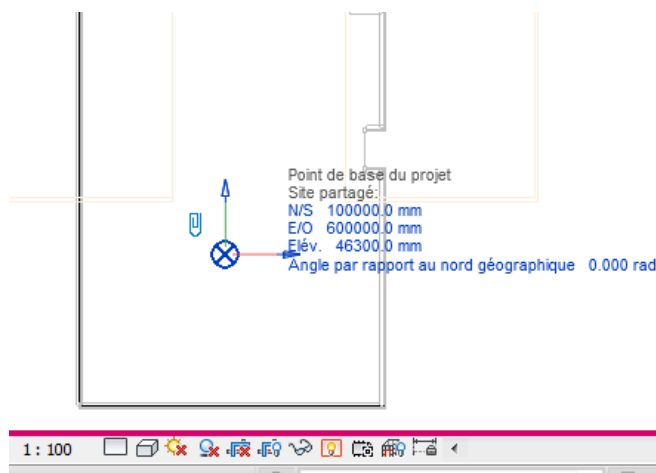 Point de base du projet
Site partagé:
N/S 100000.0 mm
E/O 600000.0 mm
Elév. 46300.0 mm
Angle par rapport au nord géographique 0.000 rad
1 : 100